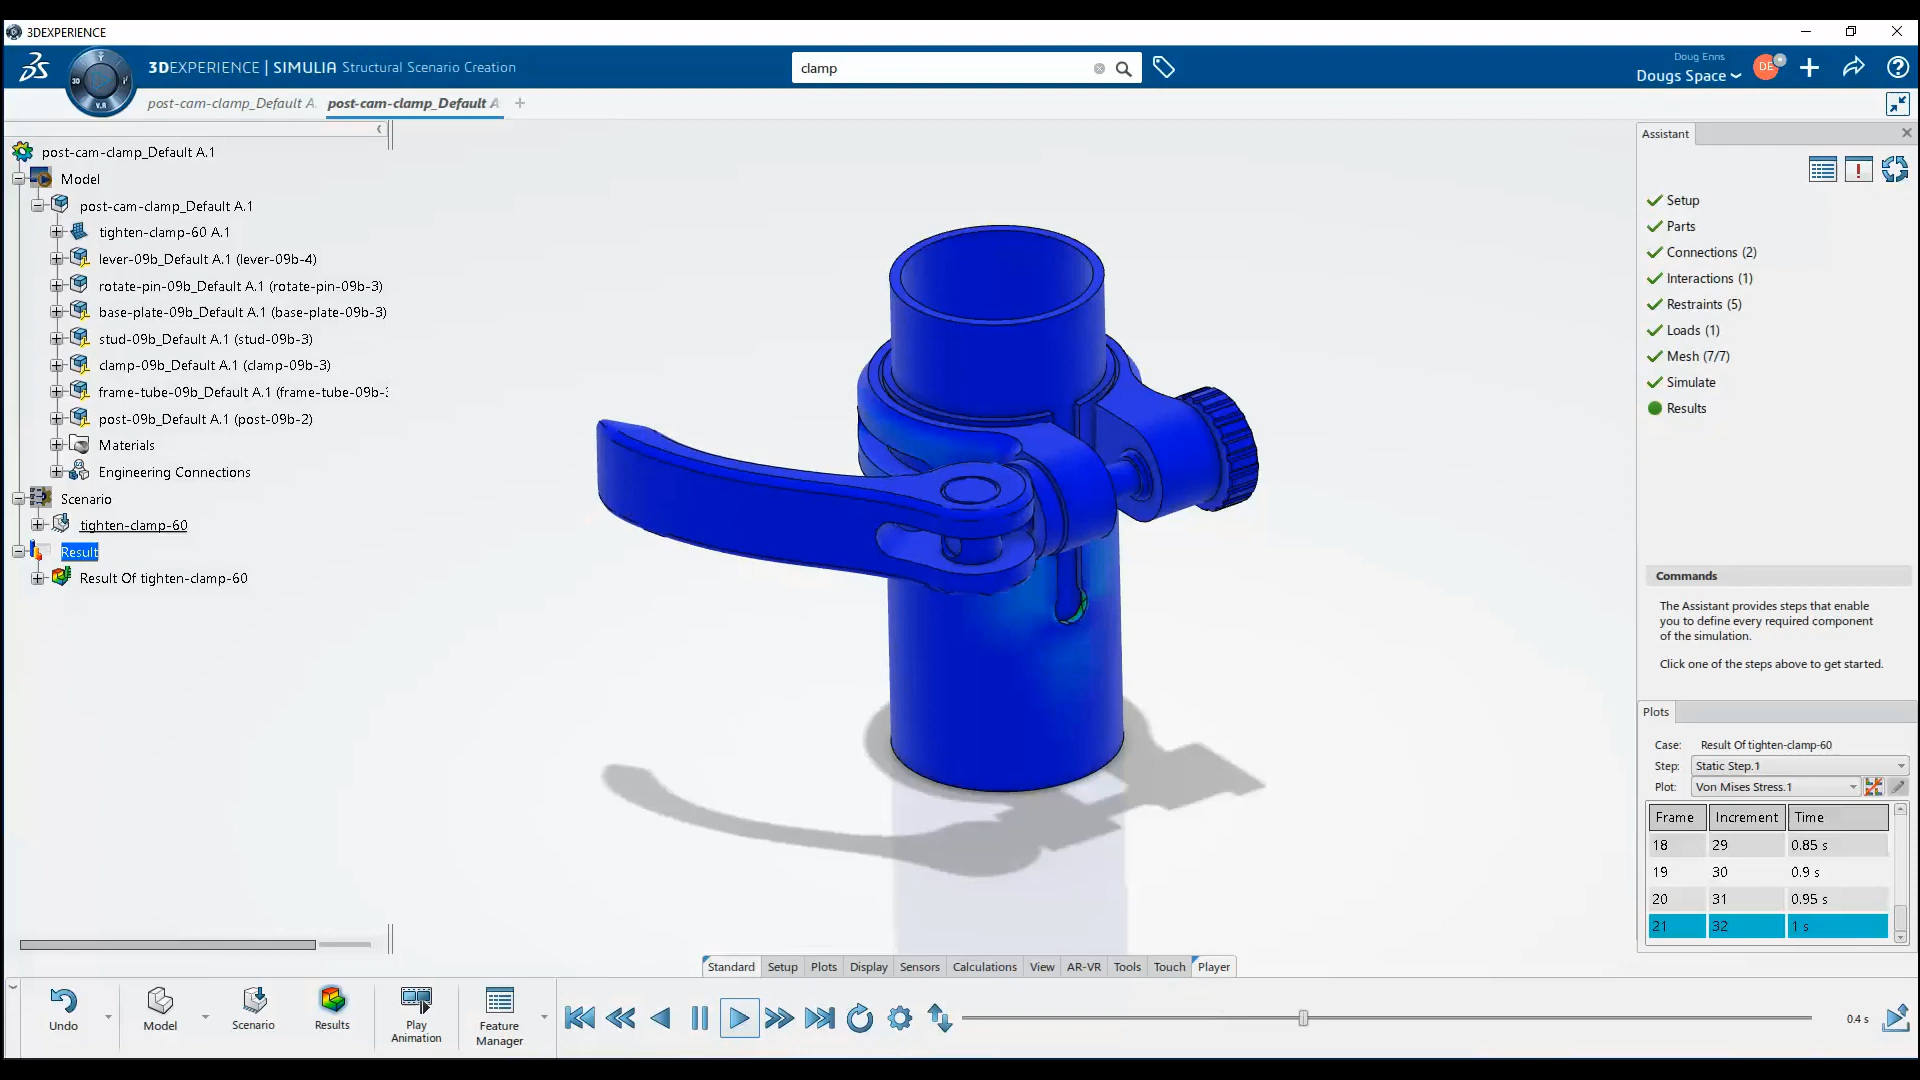 3DEXPERIENCE
3DEXPERIENCE | SIMULIA Structural Scenario Creation
clamp
Doug Enns
Dougs Space
DE
3D
V.R
post-cam-clamp_Default A.
post-cam-clamp_Default A
post-cam-clamp_Default A.1
Model
post-cam-clamp_Default A.1
tighten-clamp-60 A.1
lever-09b_Default A.1 (lever-09b-4)
rotate-pin-09b_Default A.1 (rotate-pin-09b-3)
base-plate-09b_Default A.1 (base-plate-09b-3)
stud-09b_Default A.1 (stud-09b-3)
clamp-09b_Default A.1 (clamp-09b-3)
frame-tube-09b_Default A.1 (frame-tube-09b-
post-09b_Default A.1 (post-09b-2)
Materials
Engineering Connections
Scenario
tighten-clamp-60
Result
Result Of tighten-clamp-60
Assistant
Setup
Parts
Connections (2)
Interactions (1)
Restraints (5)
Loads (1)
Mesh (7/7)
Simulate
Results
Commands
The Assistant provides steps that enable
you to define every required component
of the simulation.
Click one of the steps above to get started.
Plots
Case: Result Of tighten-clamp-60
Step: Static Step.1
Plot: Von Mises Stress.1
Frame Increment Time
18 29 0.85 s
19 30 0.9 s
20 31 0.95 s
21 32 1 s
Standard Setup Plots Display Sensors Calculations View AR-VR Tools Touch Player
Undo
Model
Scenario
Results
Play
Animation
Feature
Manager
0.4 s